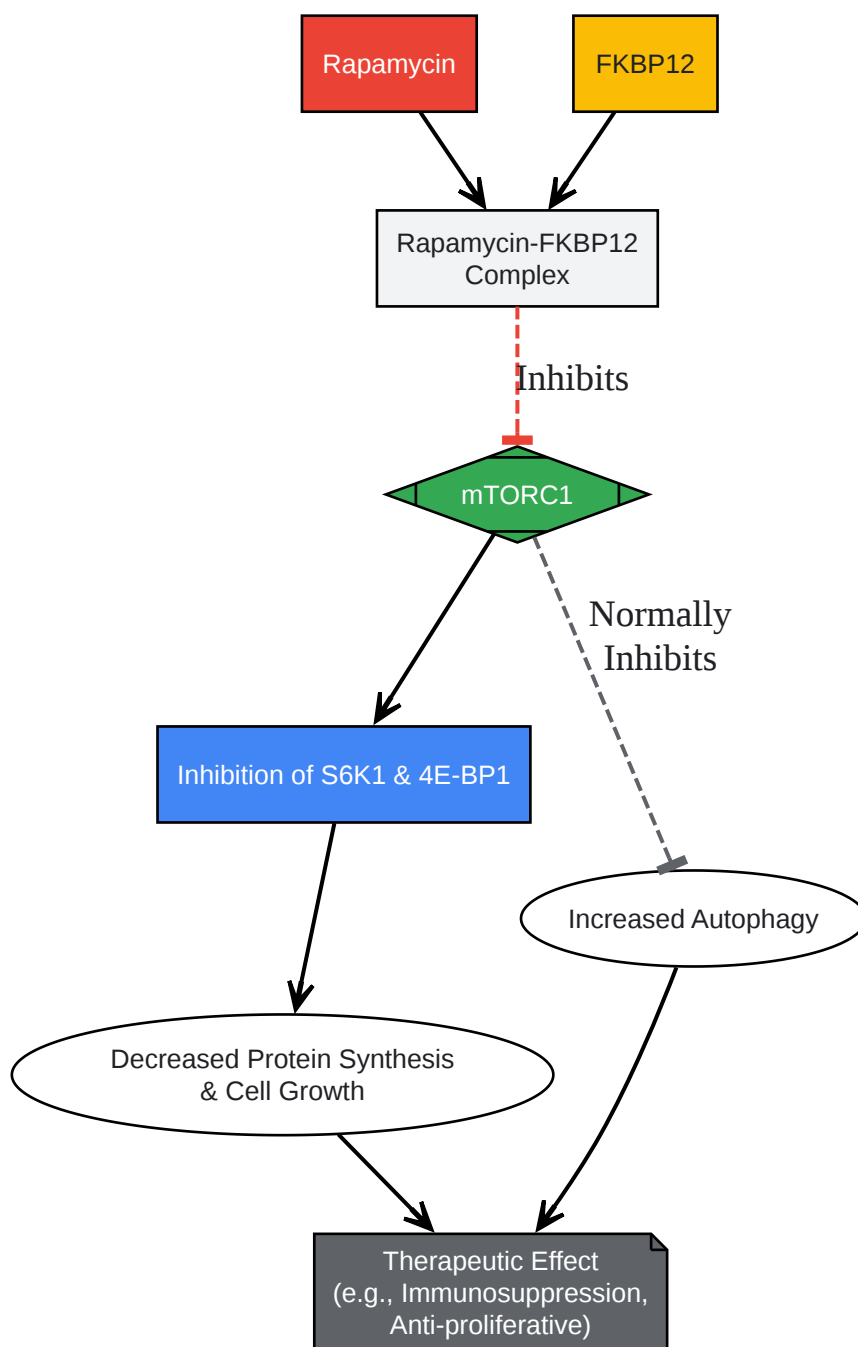 Rapamycin
FKBP12
Rapamycin-FKBP12
Complex
Inhibits
mTORC1
Normally
Inhibits
Inhibition of S6K1 & 4E-BP1
Increased Autophagy
Decreased Protein Synthesis
& Cell Growth
Therapeutic Effect
(e.g., Immunosuppression,
Anti-proliferative)